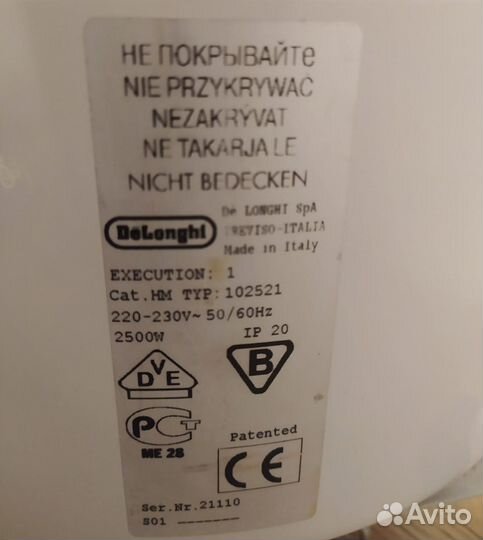 НЕ ПОКРЫВАЙТе
NIE PRZYKRYWAĆ
NEZAKRÝVAT
NE TAKARJA LE
NICHT BEDECKEN
DeLonghi
De LONGHI SpA
TREVISO-ITALIA
Made in Italy
EXECUTION: 1
Cat.HM TYP: 102521
220-230V~ 50/60Hz
2500W IP 20
DVE
B
РСТ
ME 28
Patented
CE
Ser.Nr.21110
S01 -------
Avito